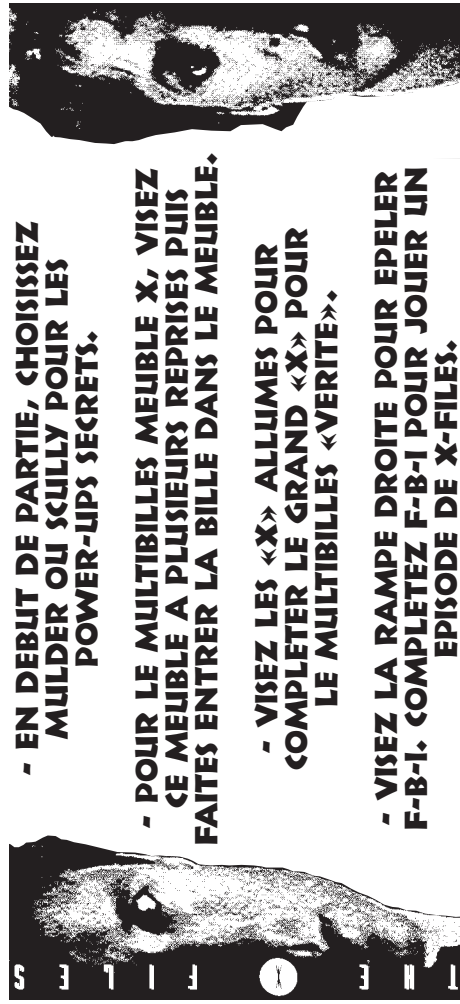 - EN DEBUT DE PARTIE, CHOISISSEZ
MULDER OU SCULLY POUR LES
POWER-UPS SECRETS.
- POUR LE MULTIBILLES MEUBLE X, VISEZ
CE MEUBLE A PLUSIEURS REPRISES PUIS
FAITES ENTRER LA BILLE DANS LE MEUBLE.
- VISEZ LES «X» ALLUMES POUR
COMPLETER LE GRAND «X» POUR
LE MULTIBILLES «VERITE».
- VISEZ LA RAMPE DROITE POUR EPELER
F-B-I. COMPLETEZ F-B-I POUR JOUER UN
EPISODE DE X-FILES.
THE X FILES